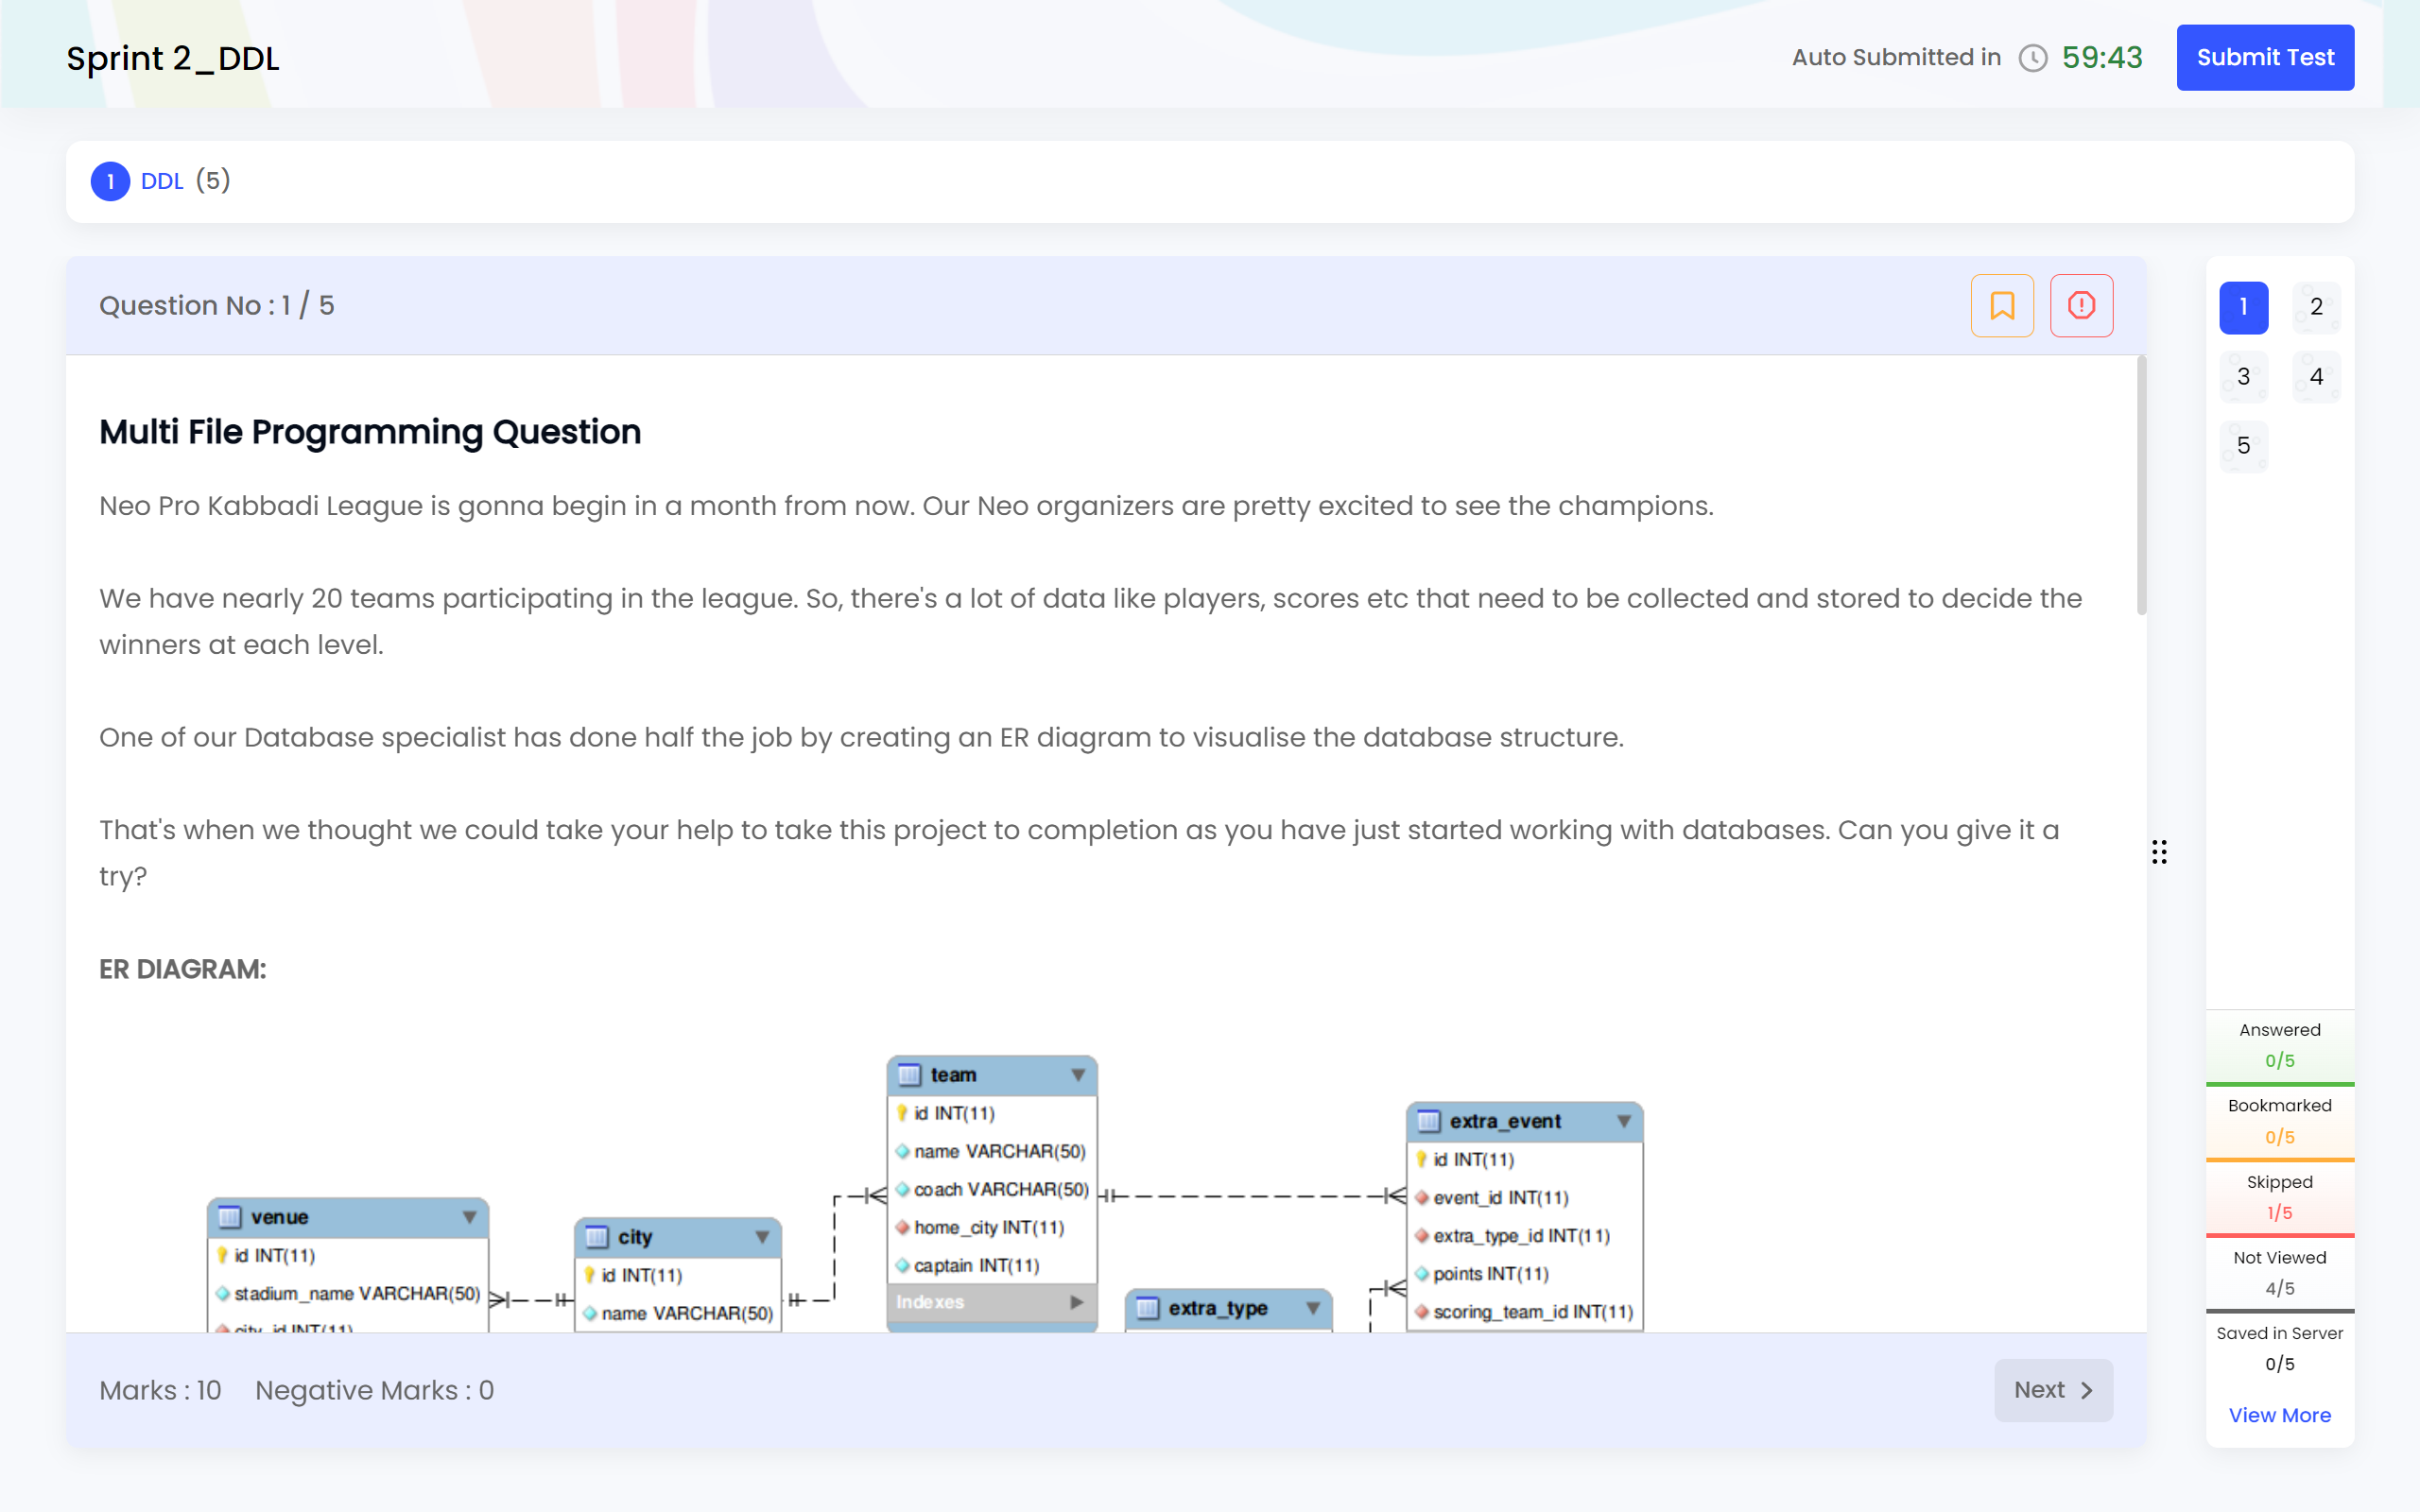 Sprint 2_DDL
Auto Submitted in 59:43
Submit Test
1 DDL (5)
Question No : 1 / 5
Multi File Programming Question
Neo Pro Kabbadi League is gonna begin in a month from now. Our Neo organizers are pretty excited to see the champions.
We have nearly 20 teams participating in the league. So, there's a lot of data like players, scores etc that need to be collected and stored to decide the
winners at each level.
One of our Database specialist has done half the job by creating an ER diagram to visualise the database structure.
That's when we thought we could take your help to take this project to completion as you have just started working with databases. Can you give it a
try?
ER DIAGRAM:
venue
id INT(11)
stadium_name VARCHAR(50)
city_id INT(11)
city
id INT(11)
name VARCHAR(50)
team
id INT(11)
name VARCHAR(50)
coach VARCHAR(50)
home_city INT(11)
captain INT(11)
Indexes
extra_type
extra_event
id INT(11)
event_id INT(11)
extra_type_id INT(11)
points INT(11)
scoring_team_id INT(11)
Marks : 10 Negative Marks : 0
Next
1 2
3 4
5
Answered
0/5
Bookmarked
0/5
Skipped
1/5
Not Viewed
4/5
Saved in Server
0/5
View More